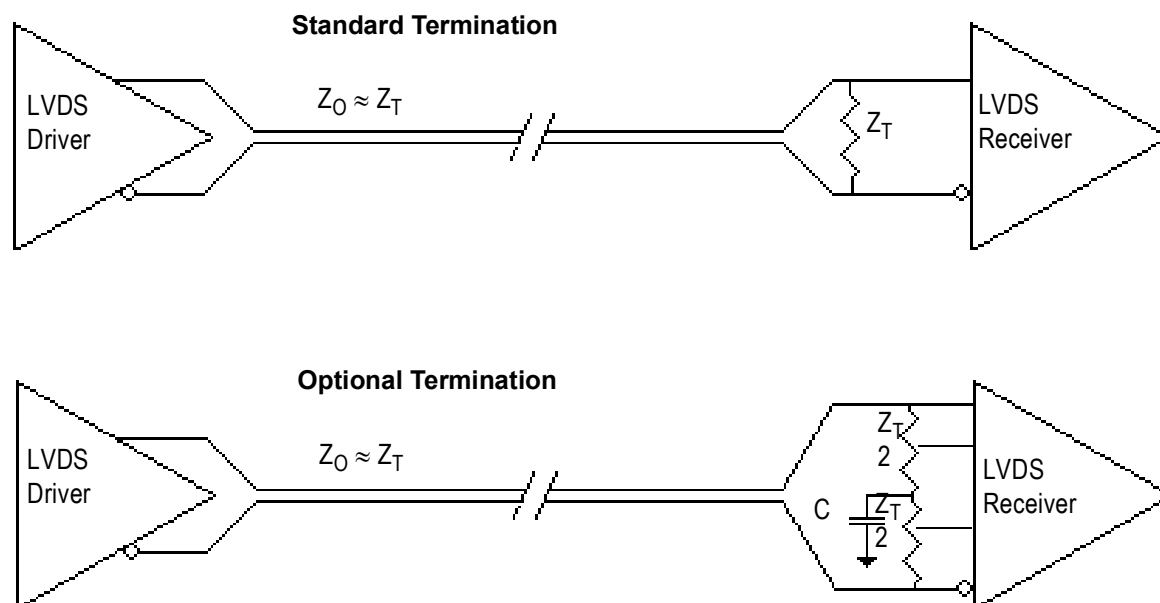 Standard Termination
LVDS
Driver
Z_O ≈ Z_T
Z_T
LVDS
Receiver
Optional Termination
LVDS
Driver
Z_O ≈ Z_T
Z_T
2
C
Z_T
2
LVDS
Receiver